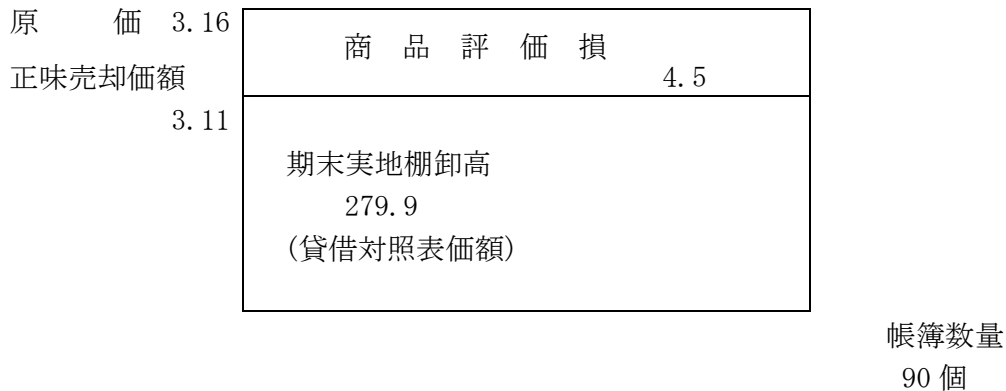 原　　価 3.16
商 品 評 価 損
正味売却価額
4.5
3.11
期末実地棚卸高
279.9
(貸借対照表価額)
帳簿数量
90 個